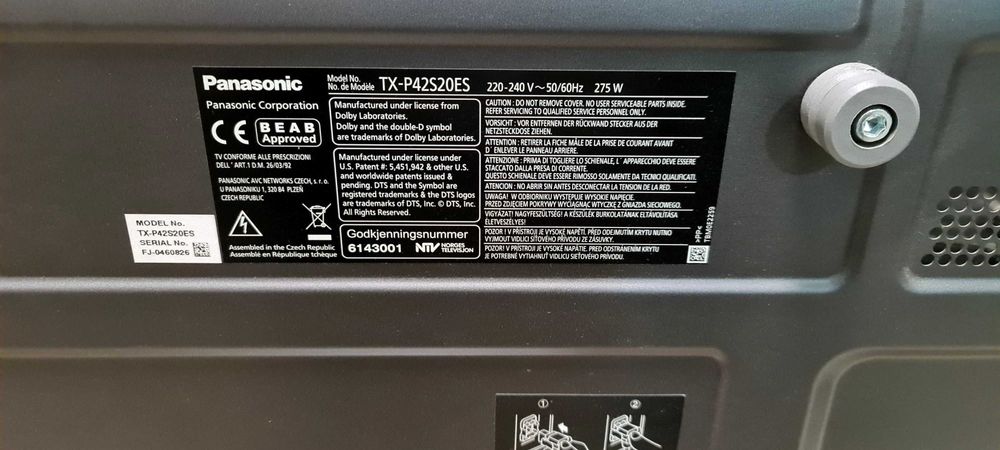 Panasonic
Model No.
No. de Modèle
TX-P42S20ES
220-240 V ~ 50/60Hz 275 W
Panasonic Corporation
CE
BEAB
Approved
TV CONFORME ALLE PRESCRIZIONI
DELL' ART.1 D.M. 26/03/92
PANASONIC AVC NETWORKS CZECH, s. r. o.
U PANASONIKU 1, 320 84 PLZEŇ
CZECH REPUBLIC
Assembled in the Czech Republic
Assemblé en République tchèque
Manufactured under license from
Dolby Laboratories.
Dolby and the double-D symbol
are trademarks of Dolby Laboratories.
Manufactured under license under
U.S. Patent #: 5,451,942 & other U.S.
and worldwide patents issued &
pending. DTS and the Symbol are
registered trademarks & the DTS logos
are trademarks of DTS, Inc. © DTS, Inc.
All Rights Reserved.
Godkjenningsnummer
6143001 NTV NORGES
TELEVISJON
CAUTION : DO NOT REMOVE COVER. NO USER SERVICEABLE PARTS INSIDE.
REFER SERVICING TO QUALIFIED SERVICE PERSONNEL ONLY.
VORSICHT : VOR ENTFERNEN DER RÜCKWAND STECKER AUS DER
NETZSTECKDOSE ZIEHEN.
ATTENTION : RETIRER LA FICHE MÂLE DE LA PRISE DE COURANT AVANT
D' ENLEVER LE PANNEAU ARRIERE.
ATTENZIONE : PRIMA DI TOGLIERE LO SCHIENALE, L' APPARECCHIO DEVE ESSERE
STACCATO DALLA PRESA DI CORRENTE.
QUESTO SCHIENALE DEVE ESSERE RIMOSSO SOLAMENTE DA TECNICI QUALIFICATI.
ATENCION : NO ABRIR SIN ANTES DESCONECTAR LA TENSION DE LA RED.
UWAGA! W ODBIORNIKU WYSTĘPUJE WYSOKIE NAPIĘCIE.
PRZED ZDJĘCIEM POKRYWY WYCIĄGNĄĆ WTYCZKĘ Z GNIAZDA SIECIOWEGO.
VIGYÁZAT! NAGYFESZÜLTSÉG! A KÉSZÜLÉK BURKOLATÁNAK ELTÁVOLÍTÁSA
ÉLETVESZÉLYES!
POZOR ! V PŘÍSTROJI JE VYSOKÉ NAPĚTÍ. PŘED ODEJMUTÍM KRYTU NUTNO
VYJMOUT VIDLICI SÍŤOVÉHO PŘÍVODU ZE ZÁSUVKY.
POZOR ! V PRÍSTROJI JE VYSOKÉ NAPÄTIE. PRED ODSTRANENÍM KRYTU
JE POTREBNÉ VYTIAHNUŤ VIDLICU SIEŤOVÉHO PRÍVODU.
>PP<
TBM0E2259
MODEL No.
TX-P42S20ES
SERIAL No.
FJ-0460826
①
②